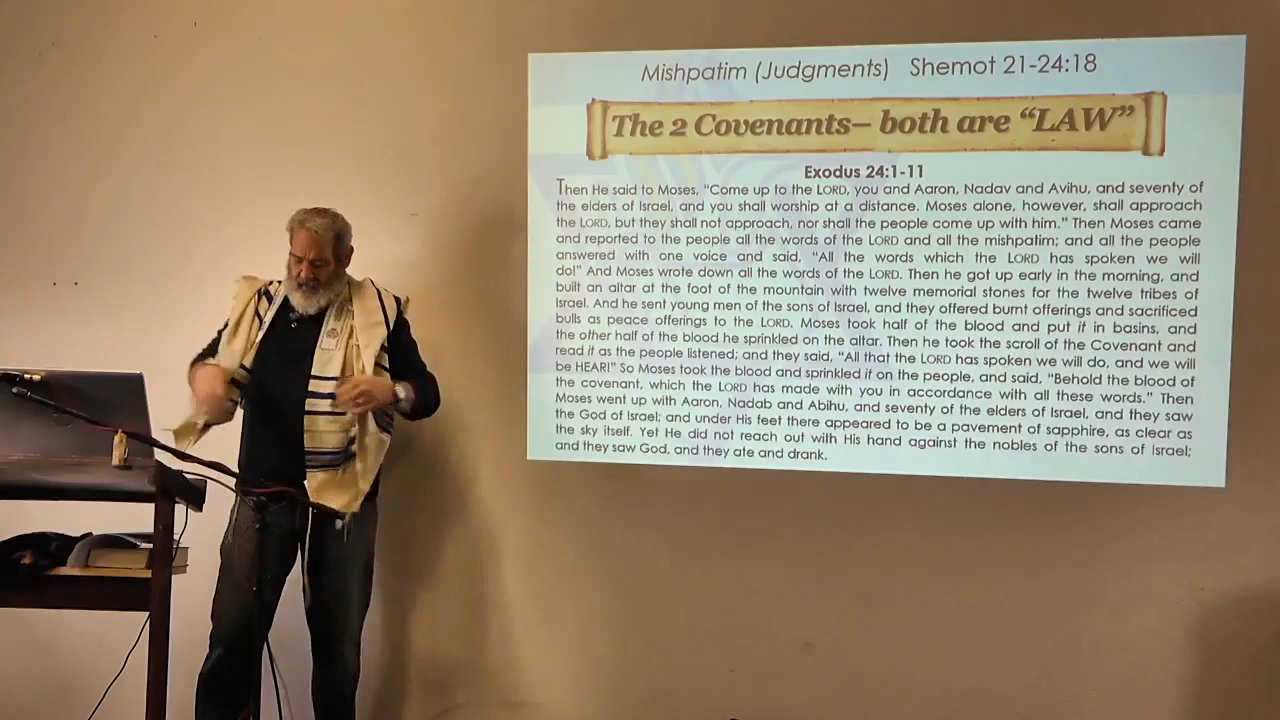 Mishpatim (Judgments) Shemot 21-24:18
The 2 Covenants– both are “LAW”
Exodus 24:1-11
Then He said to Moses, “Come up to the LORD, you and Aaron, Nadav and Avihu, and seventy of
the elders of Israel, and you shall worship at a distance. Moses alone, however, shall approach
the LORD, but they shall not approach, nor shall the people come up with him.” Then Moses came
and reported to the people all the words of the LORD and all the mishpatim; and all the people
answered with one voice and said, “All the words which the LORD has spoken we will
do!” And Moses wrote down all the words of the LORD. Then he got up early in the morning, and
built an altar at the foot of the mountain with twelve memorial stones for the twelve tribes of
Israel. And he sent young men of the sons of Israel, and they offered burnt offerings and sacrificed
bulls as peace offerings to the LORD. Moses took half of the blood and put it in basins, and
the other half of the blood he sprinkled on the altar. Then he took the scroll of the Covenant and
read it as the people listened; and they said, “All that the LORD has spoken we will do, and we will
be HEAR!” So Moses took the blood and sprinkled it on the people, and said, “Behold the blood of
the covenant, which the LORD has made with you in accordance with all these words.” Then
Moses went up with Aaron, Nadab and Abihu, and seventy of the elders of Israel, and they saw
the God of Israel; and under His feet there appeared to be a pavement of sapphire, as clear as
the sky itself. Yet He did not reach out with His hand against the nobles of the sons of Israel;
and they saw God, and they ate and drank.